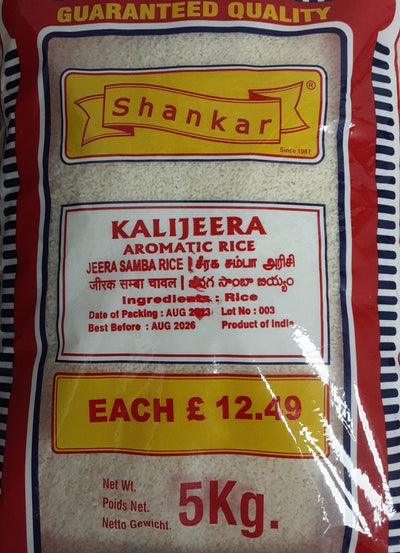 GUARANTEED QUALITY
Shankar ®
Since 1987
KALIJEERA
AROMATIC RICE
JEERA SAMBA RICE | சீரக சம்பா அரிசி
जीरक सम्बा चावल | జీరగ సాంబా బియ్యం
Ingredients : Rice
Date of Packing : AUG 2023 Lot No : 003
Best Before : AUG 2026 Product of India
EACH £ 12.49
Net Wt.
Poids Net.
Netto Gewicht.
5Kg.